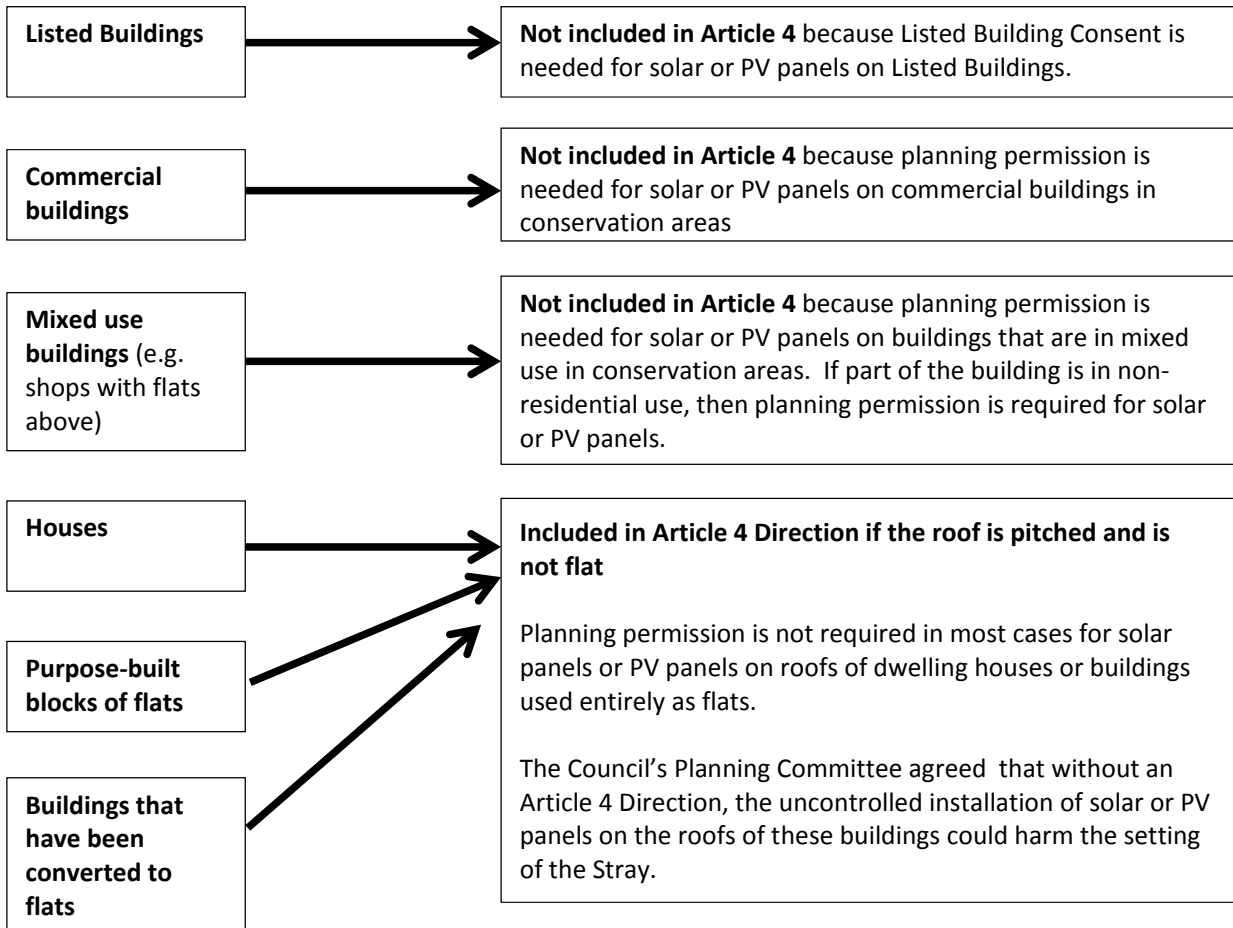 Listed Buildings
Not included in Article 4 because Listed Building Consent is
needed for solar or PV panels on Listed Buildings.
Commercial
buildings
Not included in Article 4 because planning permission is
needed for solar or PV panels on commercial buildings in
conservation areas
Mixed use
buildings (e.g.
shops with flats
above)
Not included in Article 4 because planning permission is
needed for solar or PV panels on buildings that are in mixed
use in conservation areas.  If part of the building is in non-
residential use, then planning permission is required for solar
or PV panels.
Houses
Purpose-built
blocks of flats
Buildings that
have been
converted to
flats
Included in Article 4 Direction if the roof is pitched and is
not flat
Planning permission is not required in most cases for solar
panels or PV panels on roofs of dwelling houses or buildings
used entirely as flats.
The Council’s Planning Committee agreed  that without an
Article 4 Direction, the uncontrolled installation of solar or PV
panels on the roofs of these buildings could harm the setting
of the Stray.